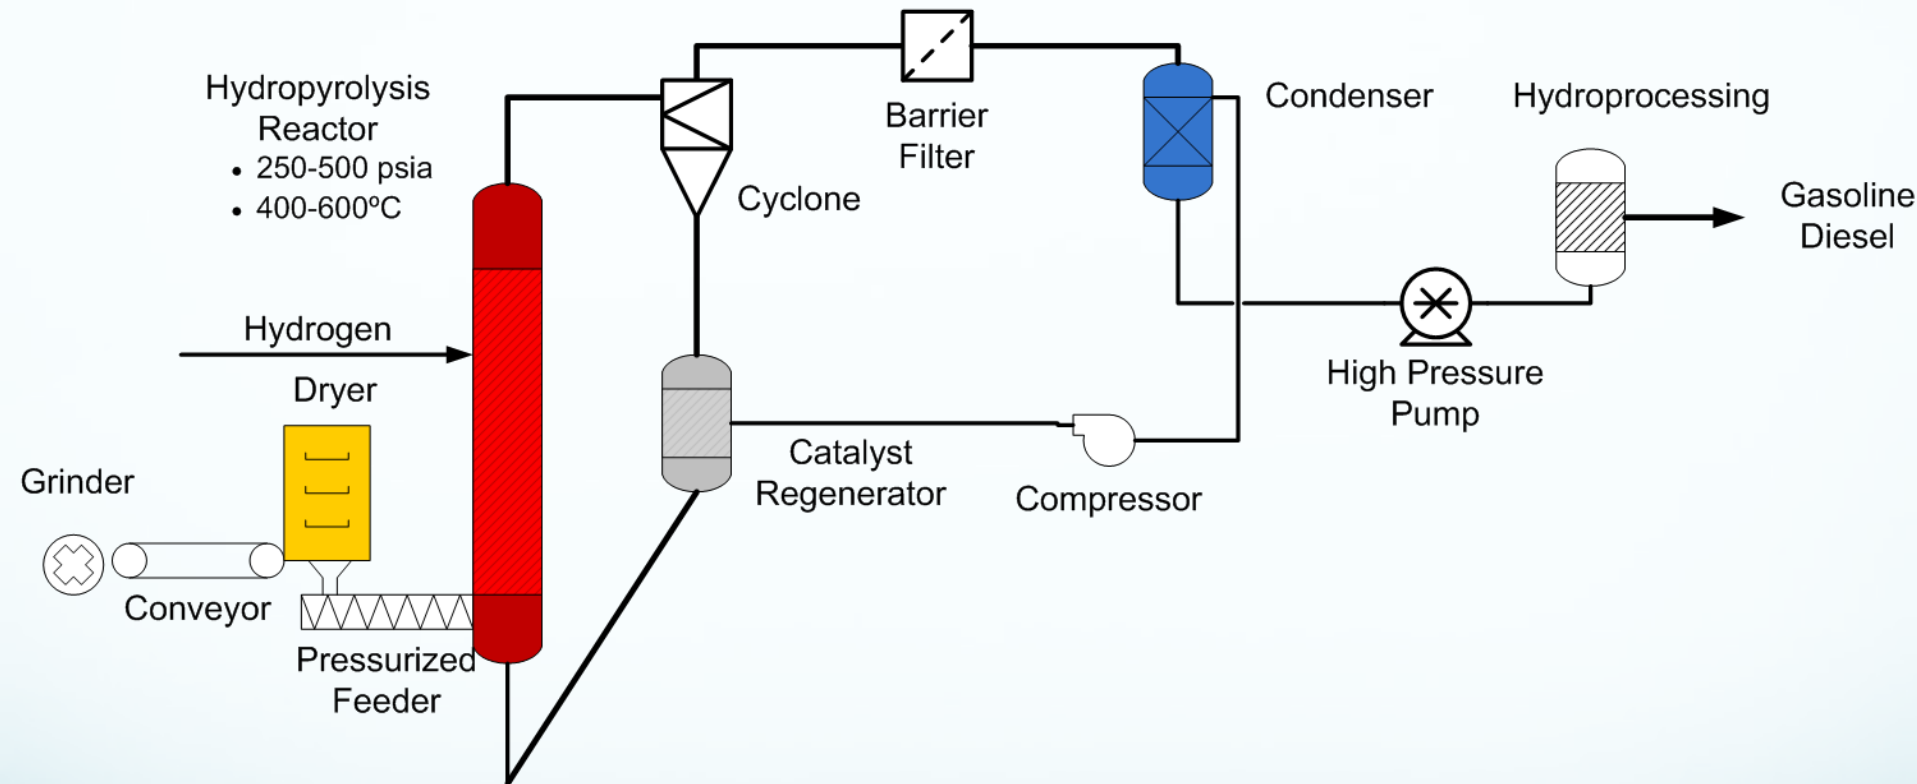 Hydropyrolysis
Reactor
• 250-500 psia
• 400-600ºC
Cyclone
Barrier
Filter
Condenser
Hydroprocessing
Gasoline
Diesel
Hydrogen
Dryer
High Pressure
Pump
Grinder
Catalyst
Regenerator
Compressor
Conveyor
Pressurized
Feeder